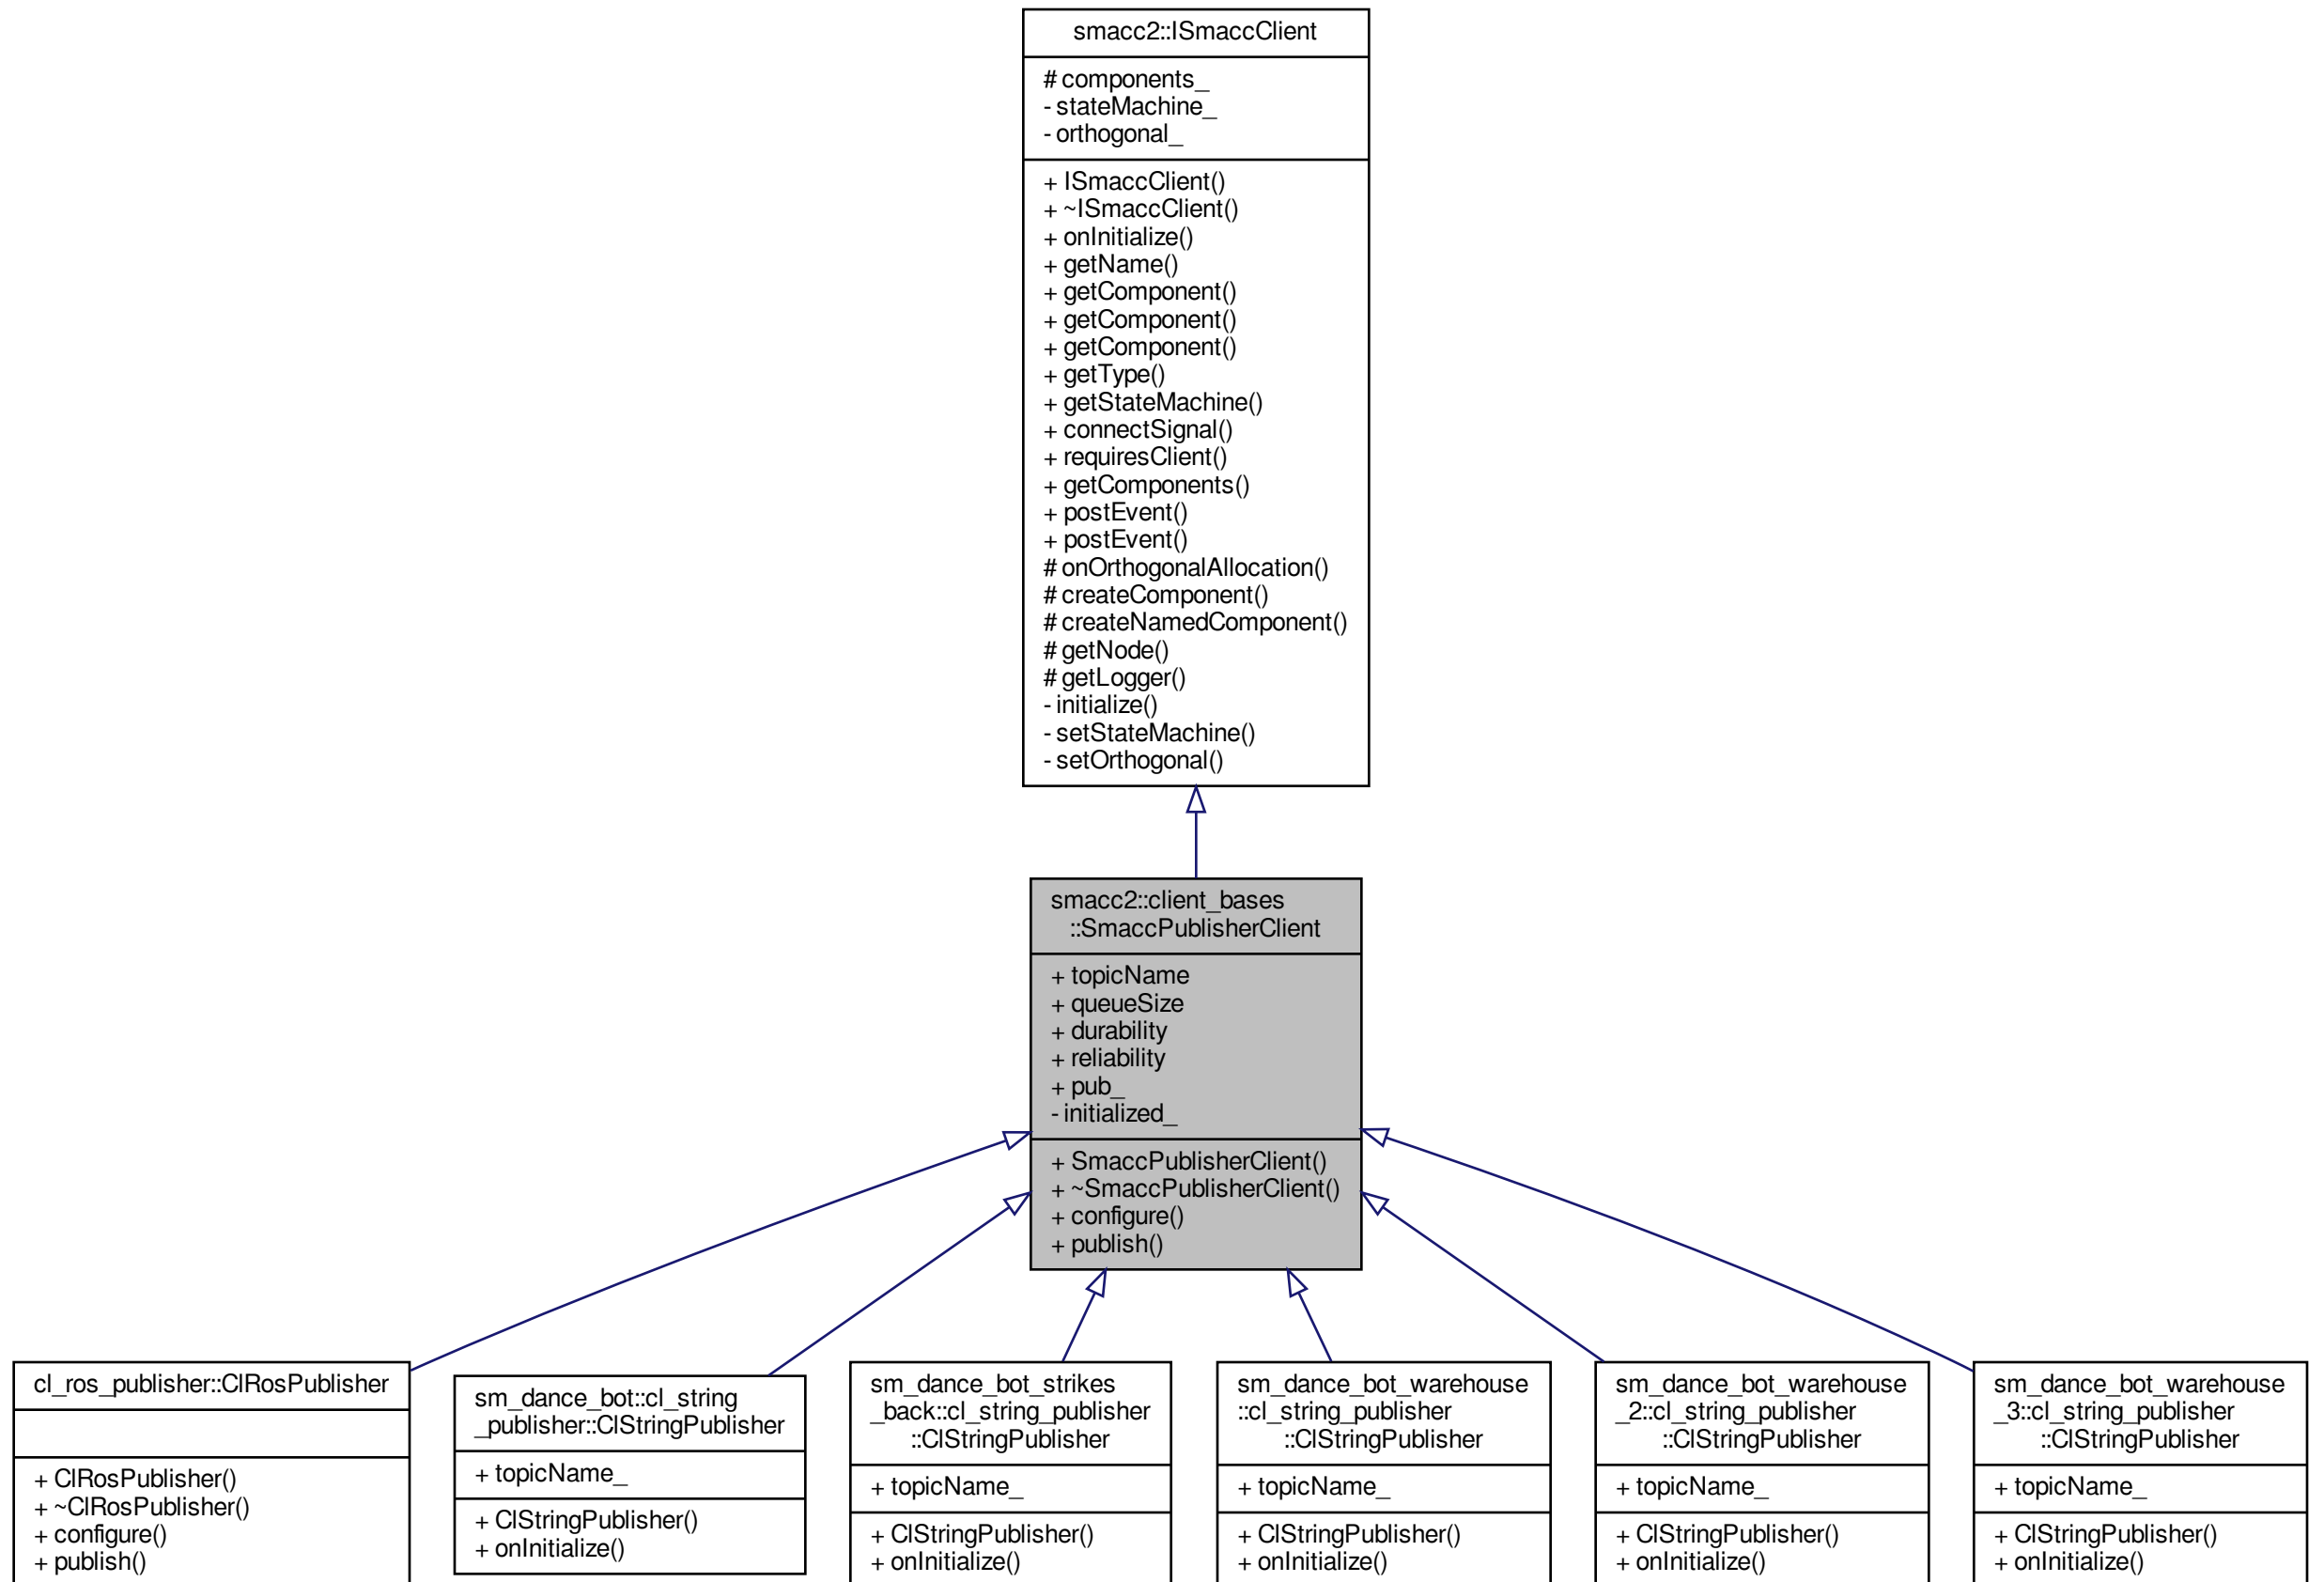 smacc2::ISmaccClient
# components_
- stateMachine_
- orthogonal_
+ ISmaccClient()
+ ~ISmaccClient()
+ onInitialize()
+ getName()
+ getComponent()
+ getComponent()
+ getComponent()
+ getType()
+ getStateMachine()
+ connectSignal()
+ requiresClient()
+ getComponents()
+ postEvent()
+ postEvent()
# onOrthogonalAllocation()
# createComponent()
# createNamedComponent()
# getNode()
# getLogger()
- initialize()
- setStateMachine()
- setOrthogonal()
smacc2::client_bases
::SmaccPublisherClient
+ topicName
+ queueSize
+ durability
+ reliability
+ pub_
- initialized_
+ SmaccPublisherClient()
+ ~SmaccPublisherClient()
+ configure()
+ publish()
cl_ros_publisher::ClRosPublisher
+ ClRosPublisher()
+ ~ClRosPublisher()
+ configure()
+ publish()
sm_dance_bot::cl_string
_publisher::ClStringPublisher
+ topicName_
+ ClStringPublisher()
+ onInitialize()
sm_dance_bot_strikes
_back::cl_string_publisher
::ClStringPublisher
+ topicName_
+ ClStringPublisher()
+ onInitialize()
sm_dance_bot_warehouse
::cl_string_publisher
::ClStringPublisher
+ topicName_
+ ClStringPublisher()
+ onInitialize()
sm_dance_bot_warehouse
_2::cl_string_publisher
::ClStringPublisher
+ topicName_
+ ClStringPublisher()
+ onInitialize()
sm_dance_bot_warehouse
_3::cl_string_publisher
::ClStringPublisher
+ topicName_
+ ClStringPublisher()
+ onInitialize()